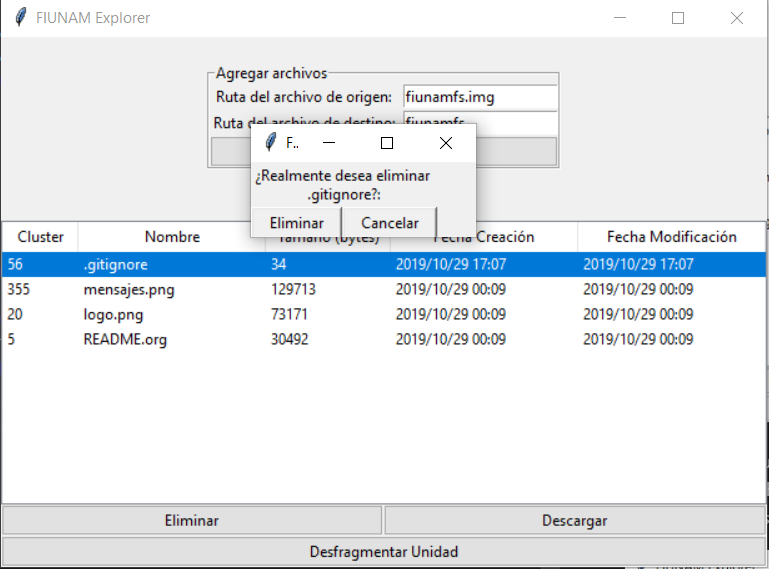 FIUNAM Explorer
Agregar archivos
Ruta del archivo de origen: fiunamfs.img
Ruta del archivo de destino: fiunamfs
F..
¿Realmente desea eliminar
.gitignore?:
Eliminar Cancelar
Cluster Nombre Tamaño (bytes) Fecha Creación Fecha Modificación
56 .gitignore 34 2019/10/29 17:07 2019/10/29 17:07
355 mensajes.png 129713 2019/10/29 00:09 2019/10/29 00:09
20 logo.png 73171 2019/10/29 00:09 2019/10/29 00:09
5 README.org 30492 2019/10/29 00:09 2019/10/29 00:09
Eliminar Descargar
Desfragmentar Unidad